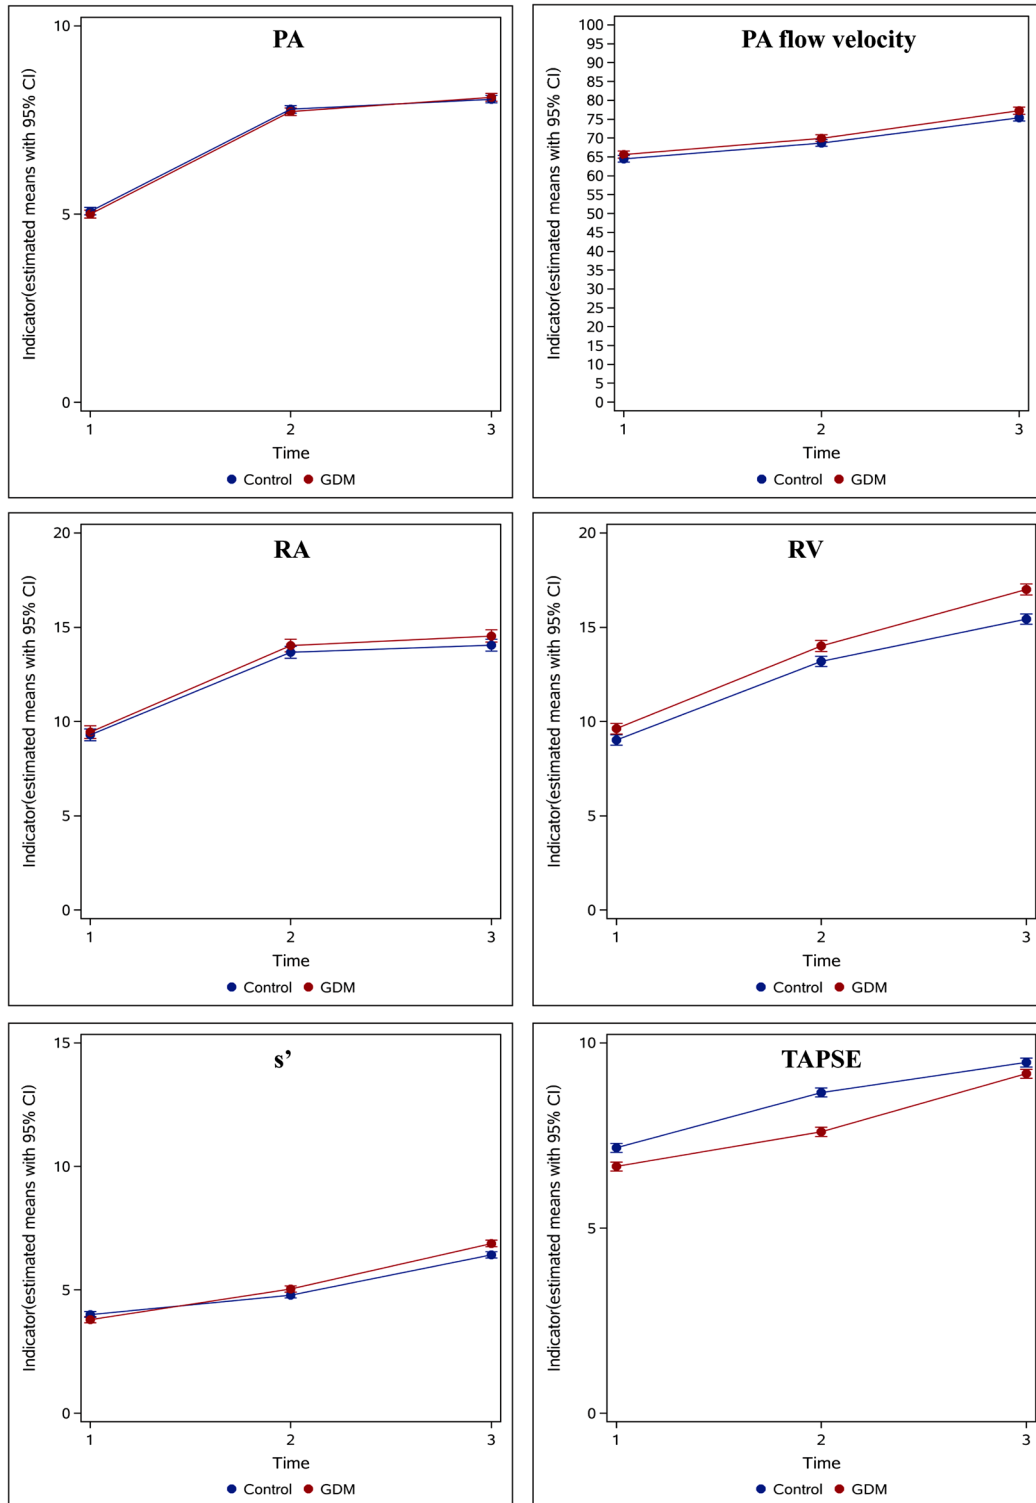 PA
Indicator(estimated means with 95% CI)
10
5
0
1 2 3
Time
Control GDM
PA flow velocity
Indicator(estimated means with 95% CI)
100
95
90
85
80
75
70
65
60
55
50
45
40
35
30
25
20
15
10
5
0
1 2 3
Time
Control GDM
RA
Indicator(estimated means with 95% CI)
20
15
10
5
0
1 2 3
Time
Control GDM
RV
Indicator(estimated means with 95% CI)
20
15
10
5
0
1 2 3
Time
Control GDM
s’
Indicator(estimated means with 95% CI)
15
10
5
0
1 2 3
Time
Control GDM
TAPSE
Indicator(estimated means with 95% CI)
10
5
0
1 2 3
Time
Control GDM